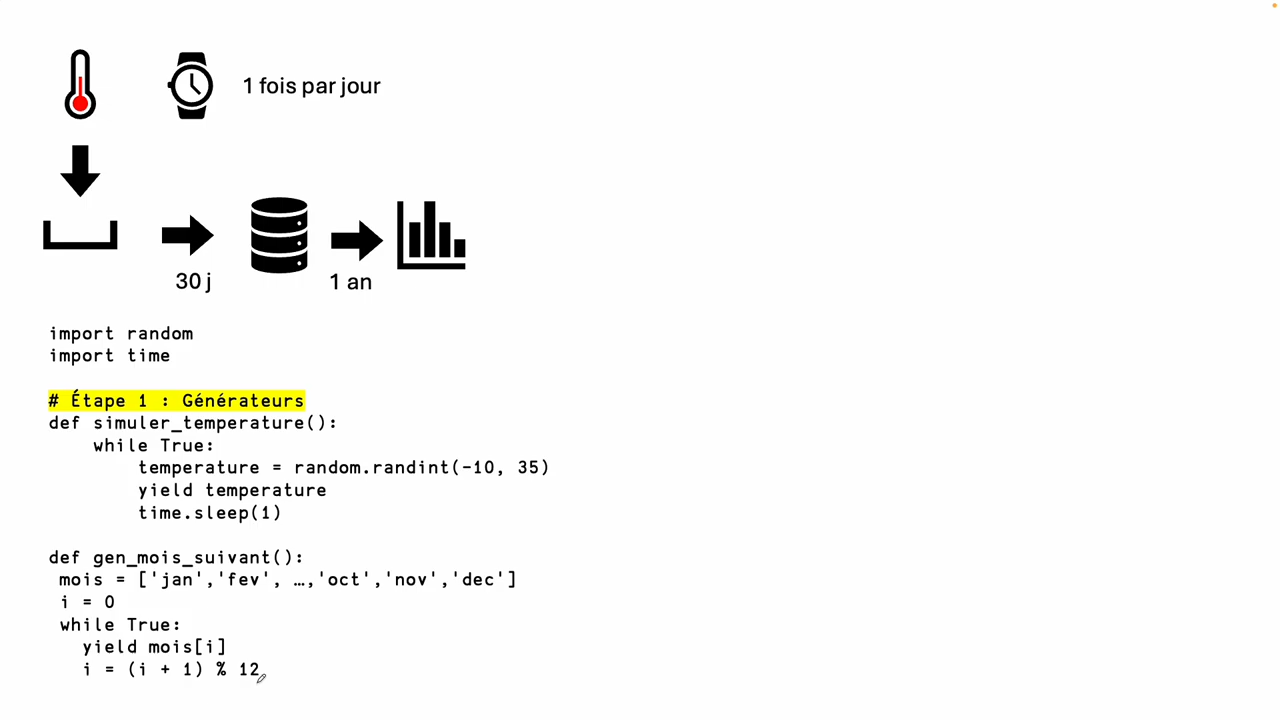 1 fois par jour
30 j
1 an
import random
import time
# Étape 1 : Générateurs
def simuler_temperature():
while True:
temperature = random.randint(-10, 35)
yield temperature
time.sleep(1)
def gen_mois_suivant():
mois = ['jan','fev', …,'oct','nov','dec']
i = 0
while True:
yield mois[i]
i = (i + 1) % 12